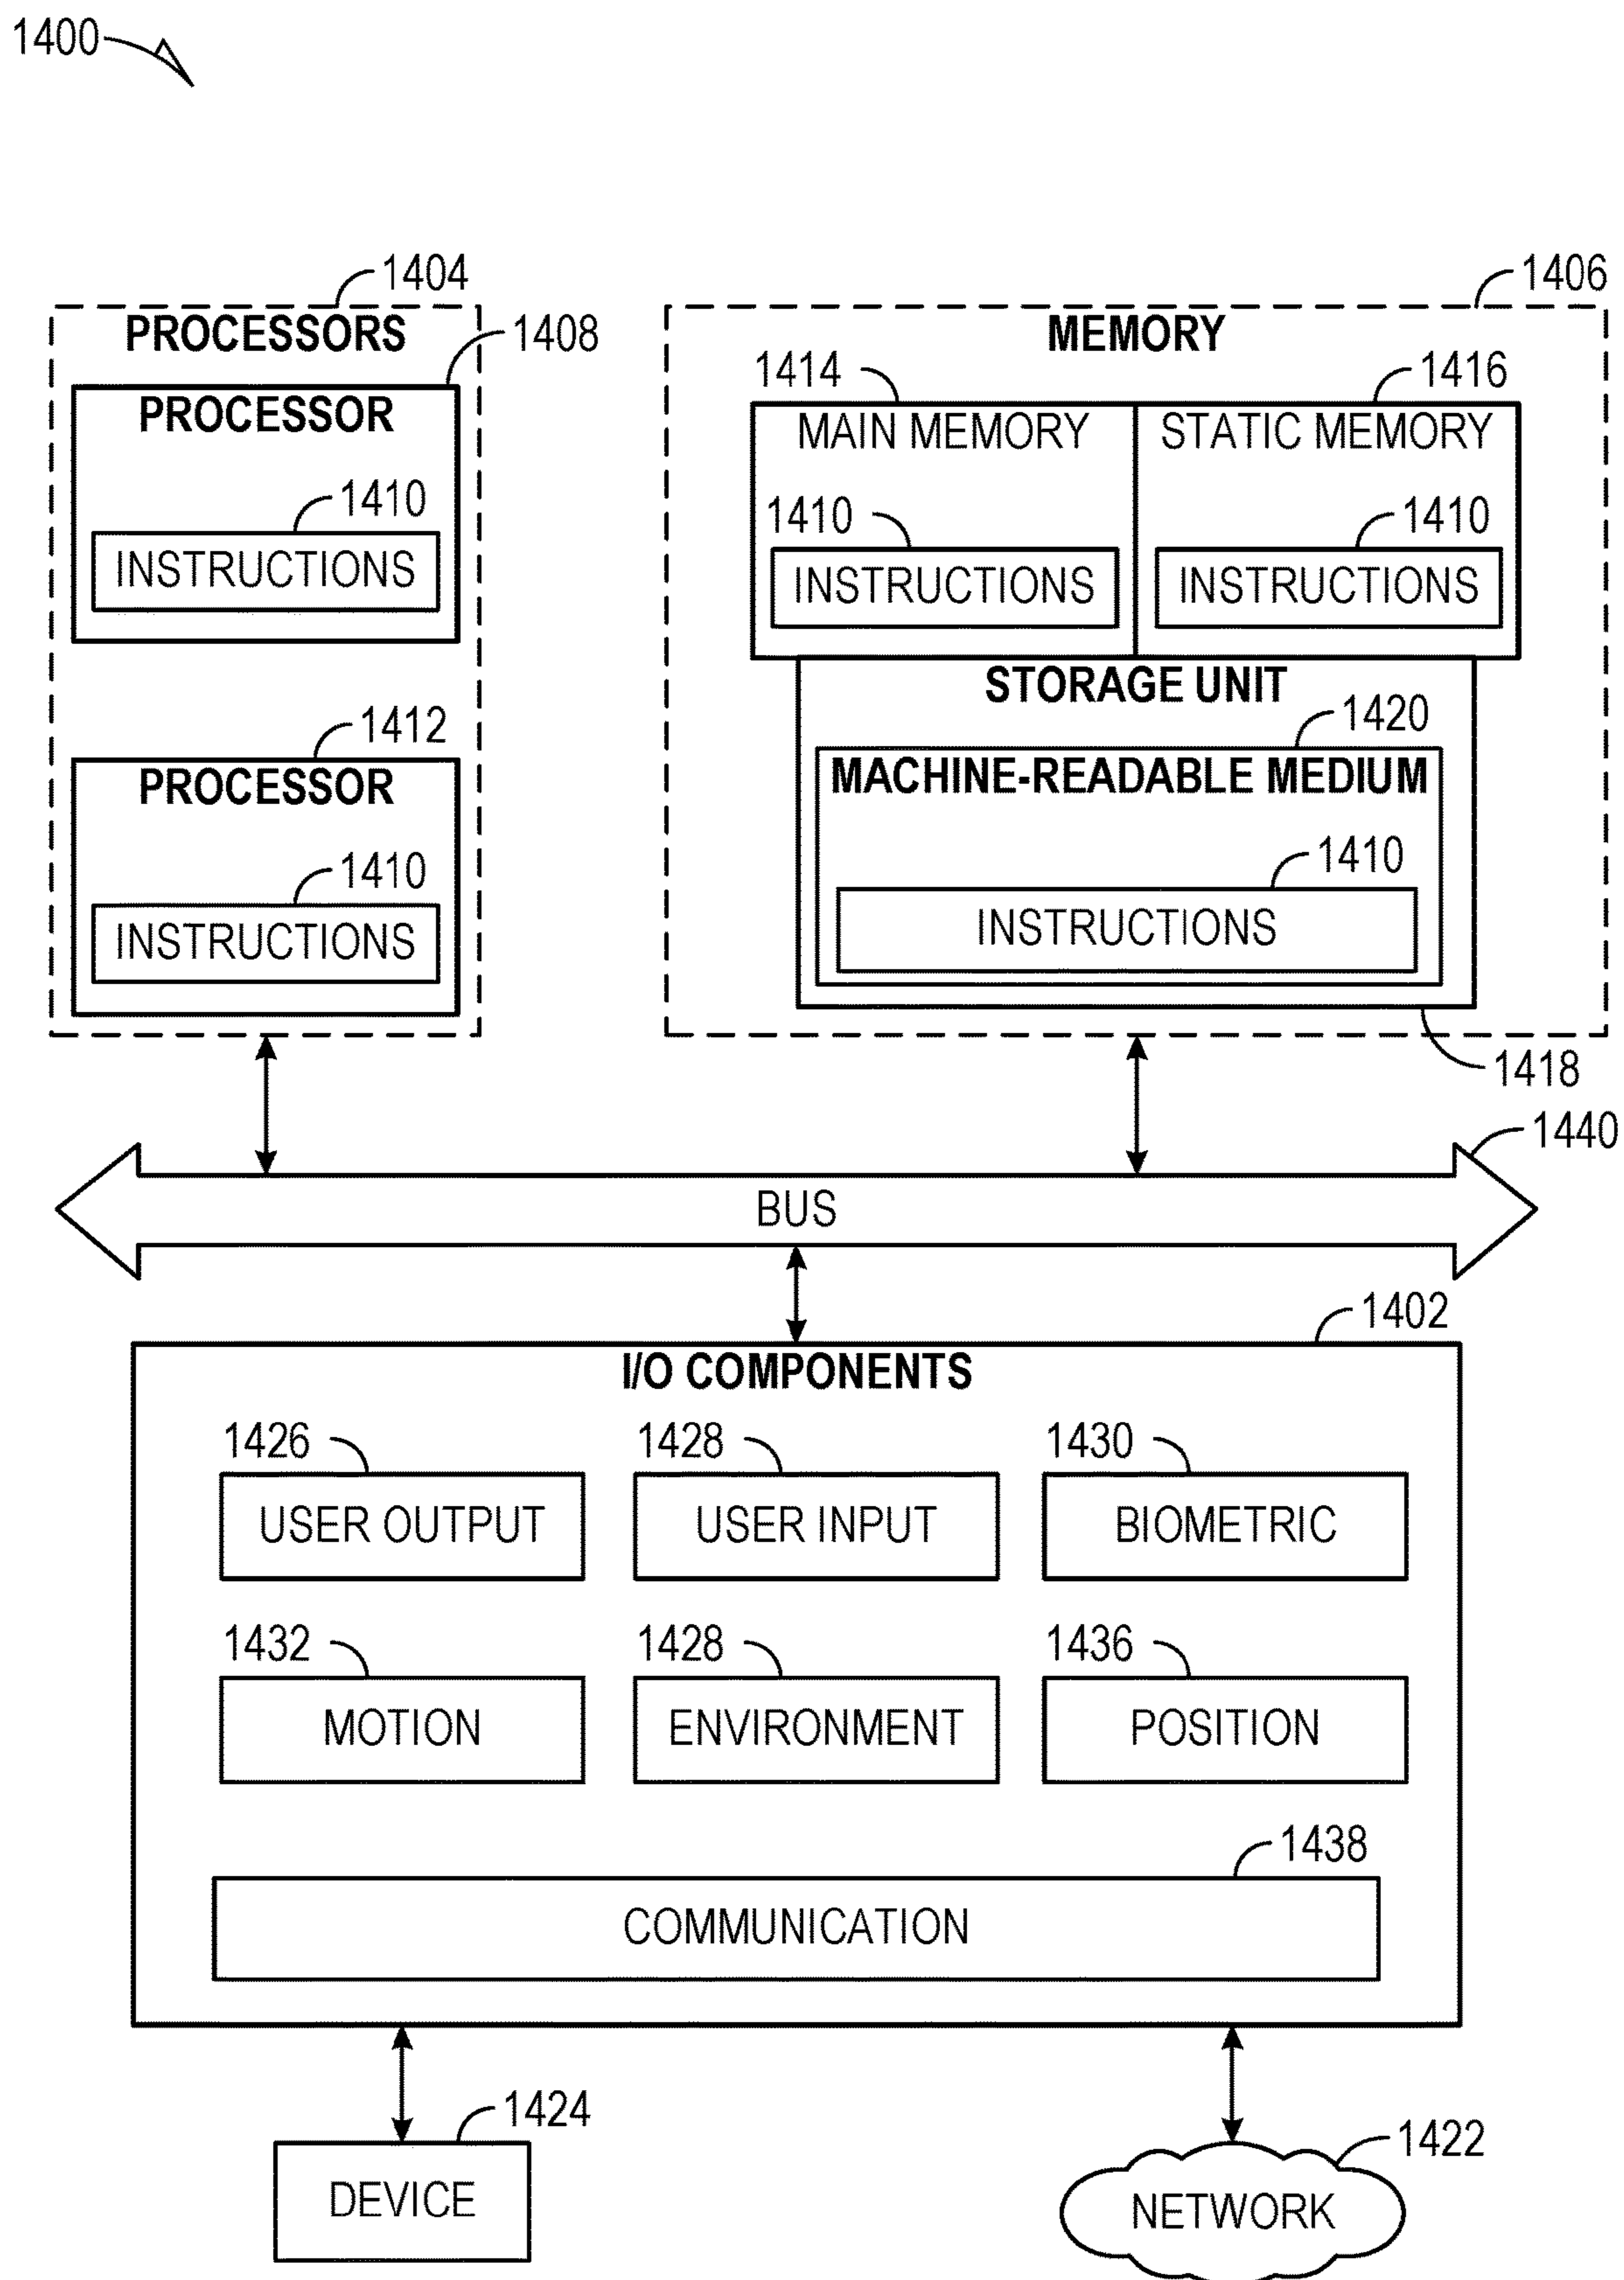 1400
1404
1406
PROCESSORS
1408
MEMORY
1414
1416
PROCESSOR
MAIN MEMORY
STATIC MEMORY
1410
1410
1410
INSTRUCTIONS
INSTRUCTIONS
INSTRUCTIONS
STORAGE UNIT
1412
1420
PROCESSOR
MACHINE-READABLE MEDIUM
1410
1410
INSTRUCTIONS
INSTRUCTIONS
1418
1440
BUS
1402
I/O COMPONENTS
1426
1428
1430
USER OUTPUT
USER INPUT
BIOMETRIC
1432
1428
1436
MOTION
ENVIRONMENT
POSITION
1438
COMMUNICATION
1424
1422
DEVICE
NETWORK